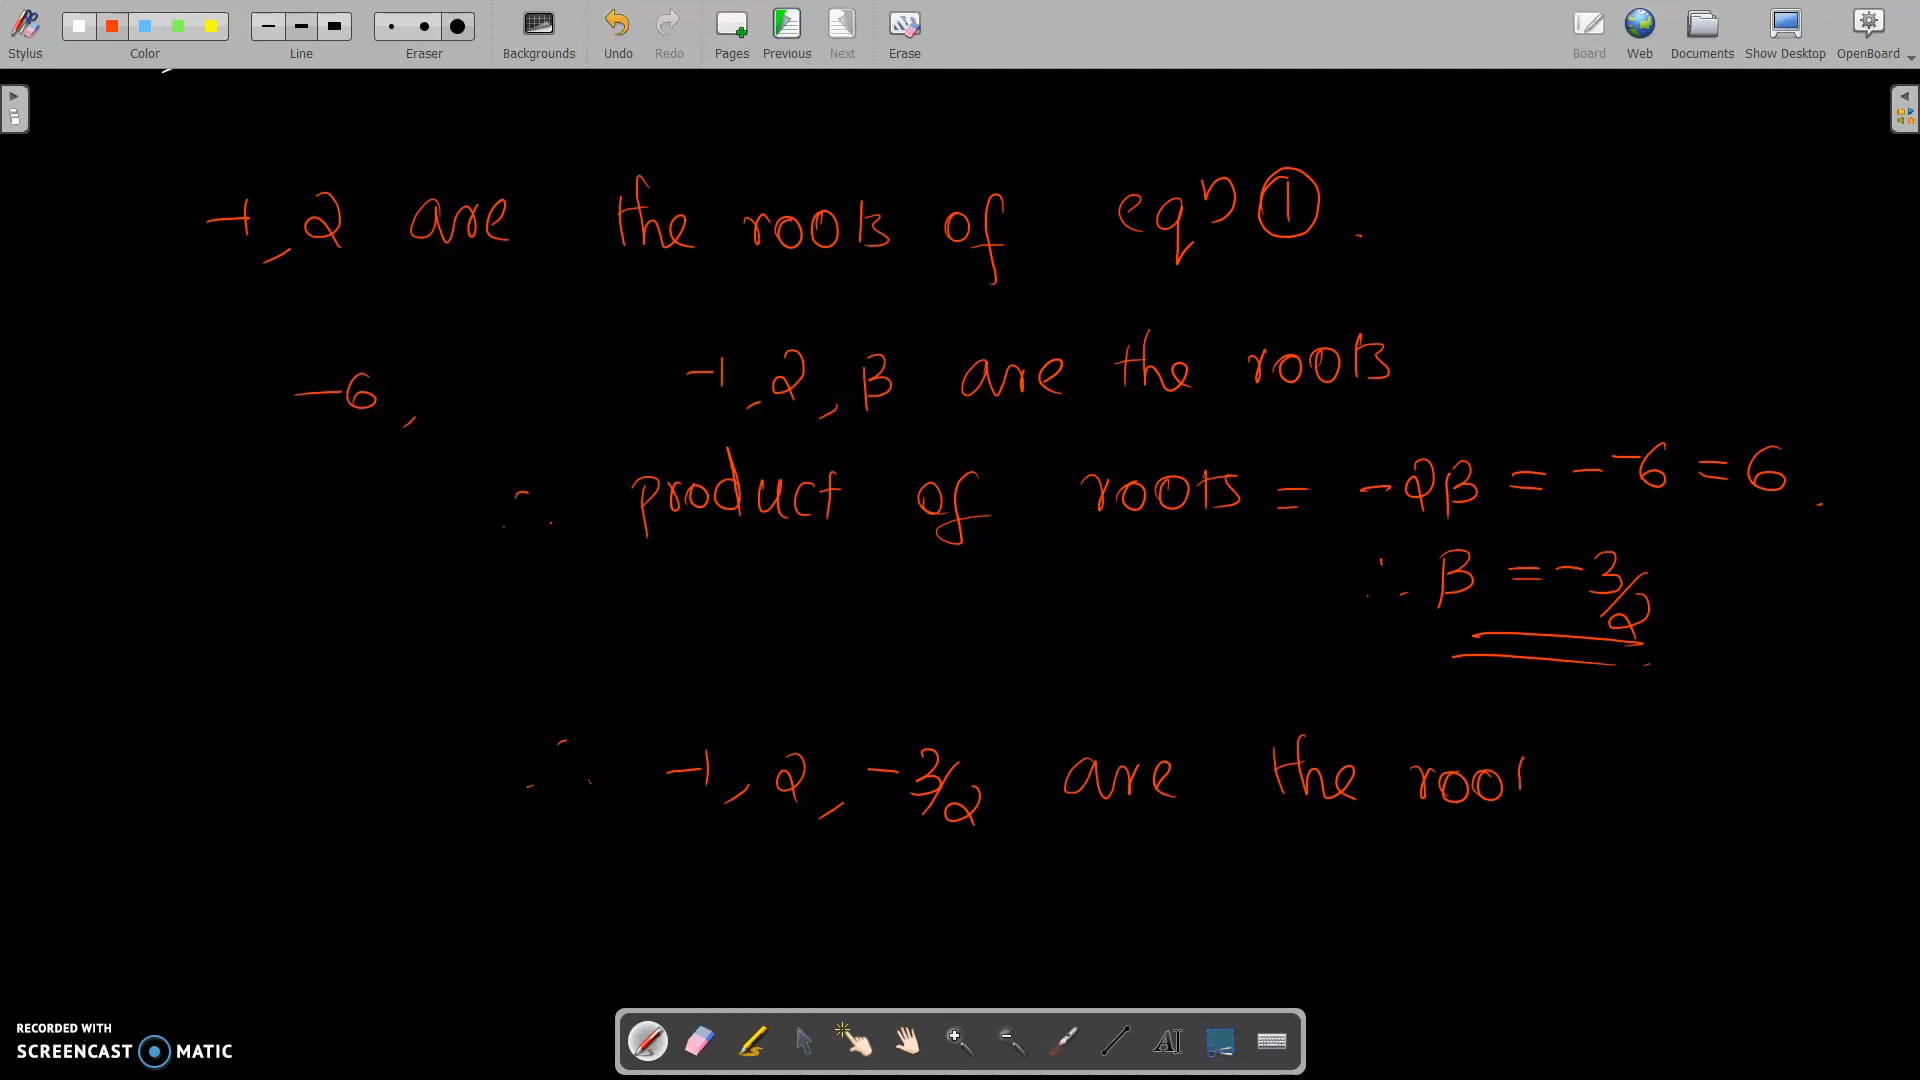 Stylus Color Line Eraser Backgrounds Undo Redo Pages Previous Next Erase Board Web Documents Show Desktop OpenBoard
-1, 2 are the roots of eqn ①.
-1, 2, β are the roots
-6,
∴ product of roots = -2β = --6 = 6.
∴ β = -3/2
∴ -1, 2, -3/2 are the roo
RECORDED WITH
SCREENCAST MATIC